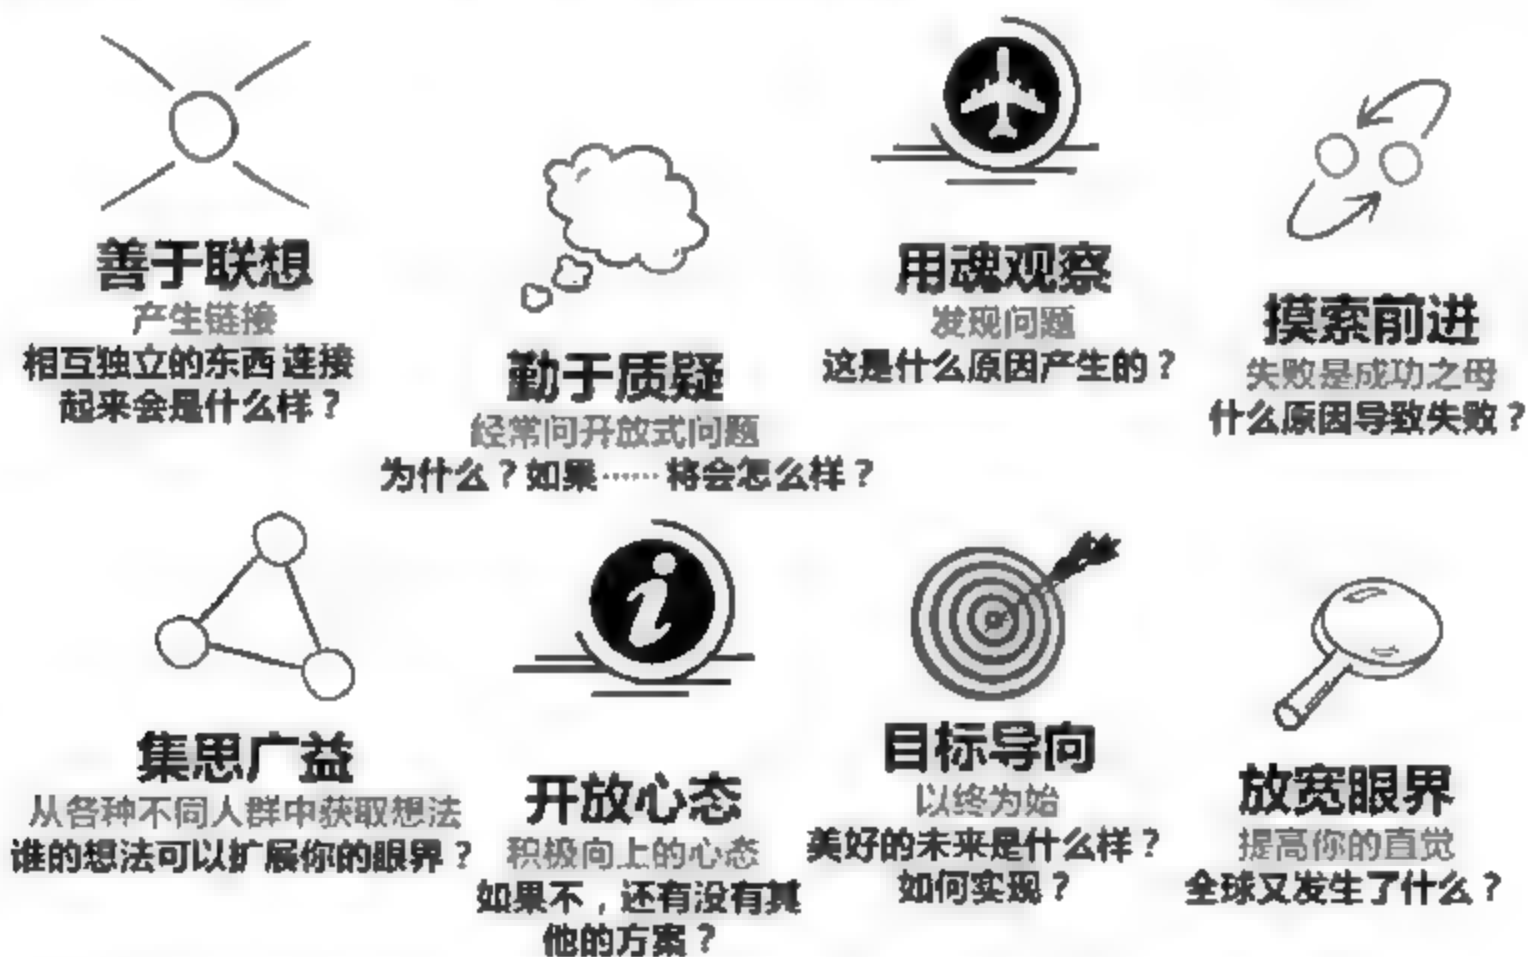 善于联想
产生链接
相互独立的东西连接
起来会是什么样？
勤于质疑
经常问开放式问题
为什么？如果……将会怎么样？
用魂观察
发现问题
这是什么原因产生的？
摸索前进
失败是成功之母
什么原因导致失败？
集思广益
从各种不同人群中获取想法
谁的想法可以扩展你的眼界？
开放心态
积极向上的心态
如果不，还有没有其
他的方案？
目标导向
以终为始
美好的未来是什么样？
如何实现？
放宽眼界
提高你的直觉
全球又发生了什么？